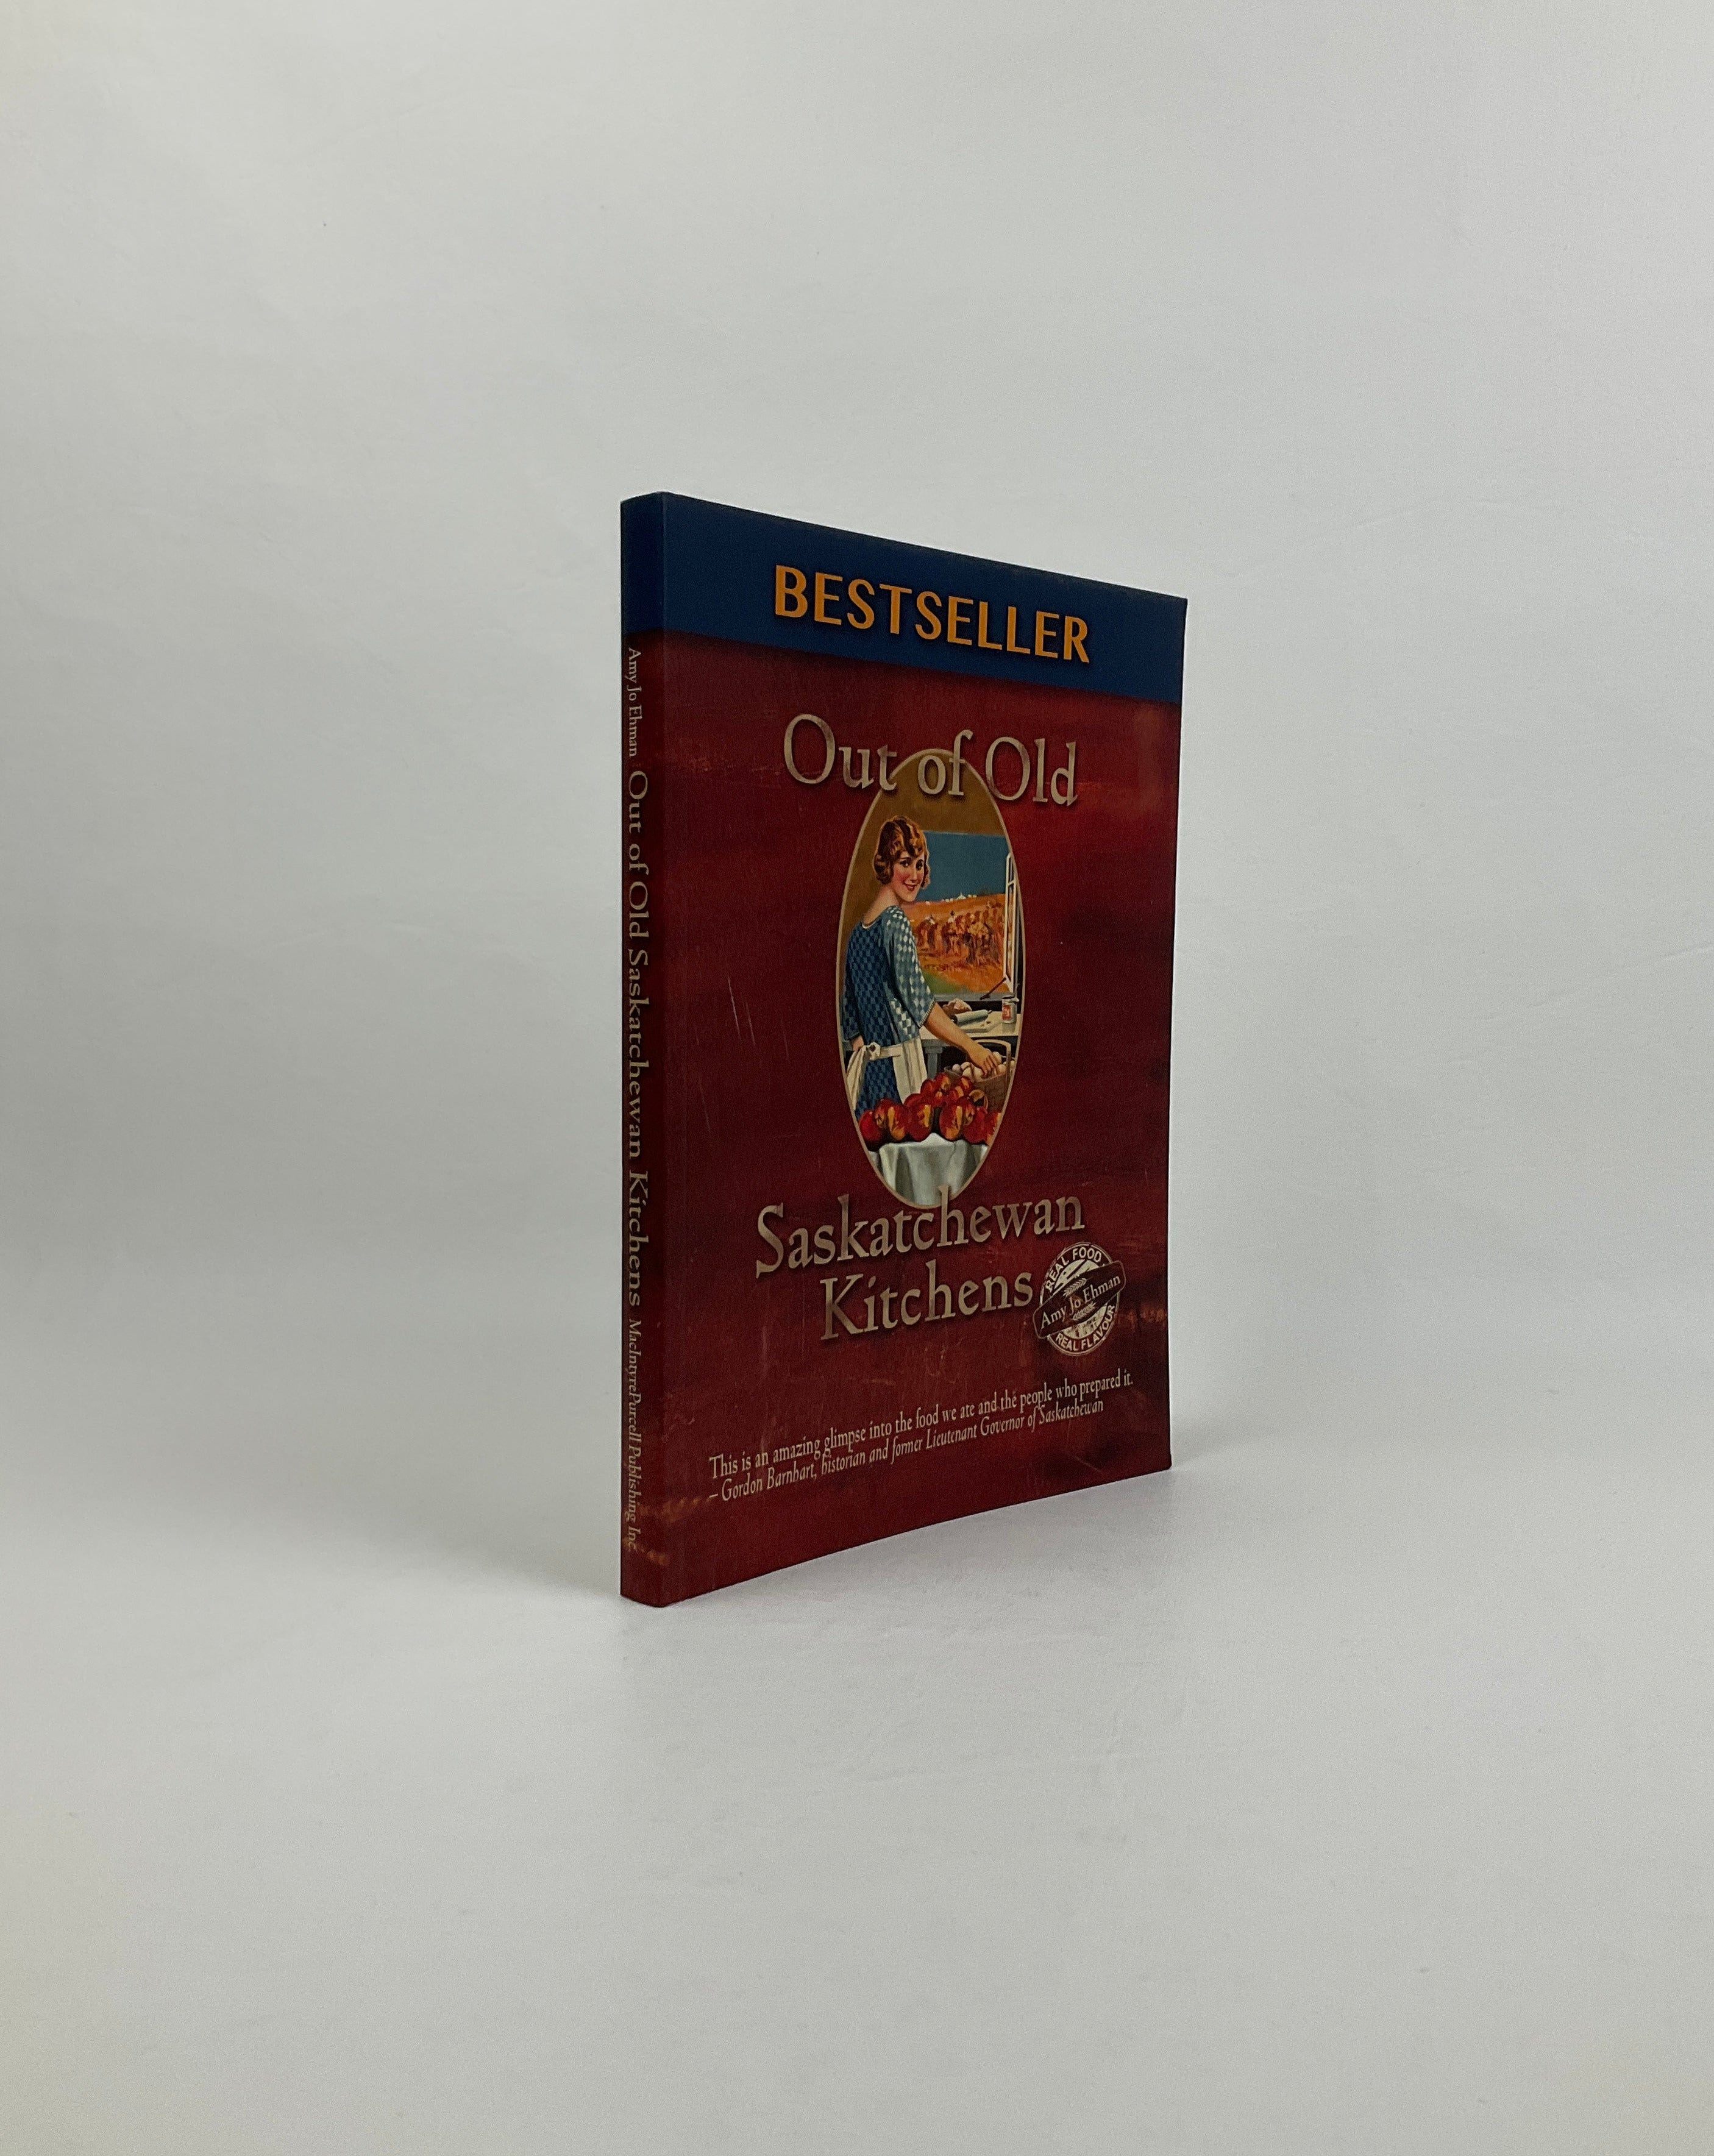 BESTSELLER
Out of Old
Saskatchewan
Kitchens
REAL FOOD
Amy Jo Ehman
REAL FLAVOUR
This is an amazing glimpse into the food we ate and the people who prepared it.
– Gordon Barnhart, historian and former Lieutenant Governor of Saskatchewan
Amy Jo Ehman Out of Old Saskatchewan Kitchens MacIntyrePurcell Publishing Inc.